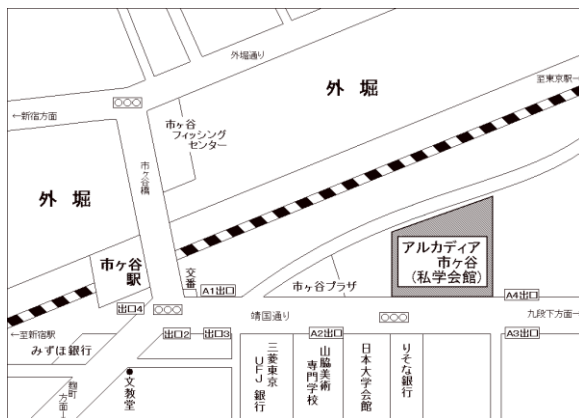 外堀通り
外 堀
至東京駅→
←新宿方面
市ヶ谷
フィッシング
センター
市ヶ谷橋
外 堀
市ヶ谷
駅
交番
A1出口
市ヶ谷プラザ
アルカディア
市ヶ谷
(私学会館)
A4出口
出口4
靖国通り
九段下方面→
←至新宿駅
みずほ銀行
出口2
出口3
A2出口
A3出口
麹町
方面→
文教堂
三菱東京
UFJ銀行
山脇美術
専門学校
日本大学会館
りそな銀行